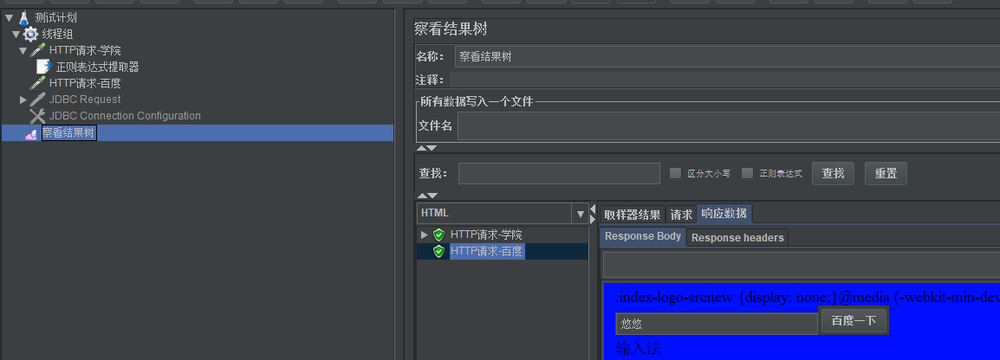 测试计划
线程组
HTTP请求-学院
正则表达式提取器
HTTP请求-百度
JDBC Request
JDBC Connection Configuration
察看结果树
察看结果树
名称: 察看结果树
注释:
所有数据写入一个文件
文件名
查找: 区分大小写 正则表达式 查找 重置
HTML
HTTP请求-学院
HTTP请求-百度
取样器结果 请求 响应数据
Response Body Response headers
.index-logo-srcnew {display: none;}@media (-webkit-min-dev
悠悠 百度一下
输入法